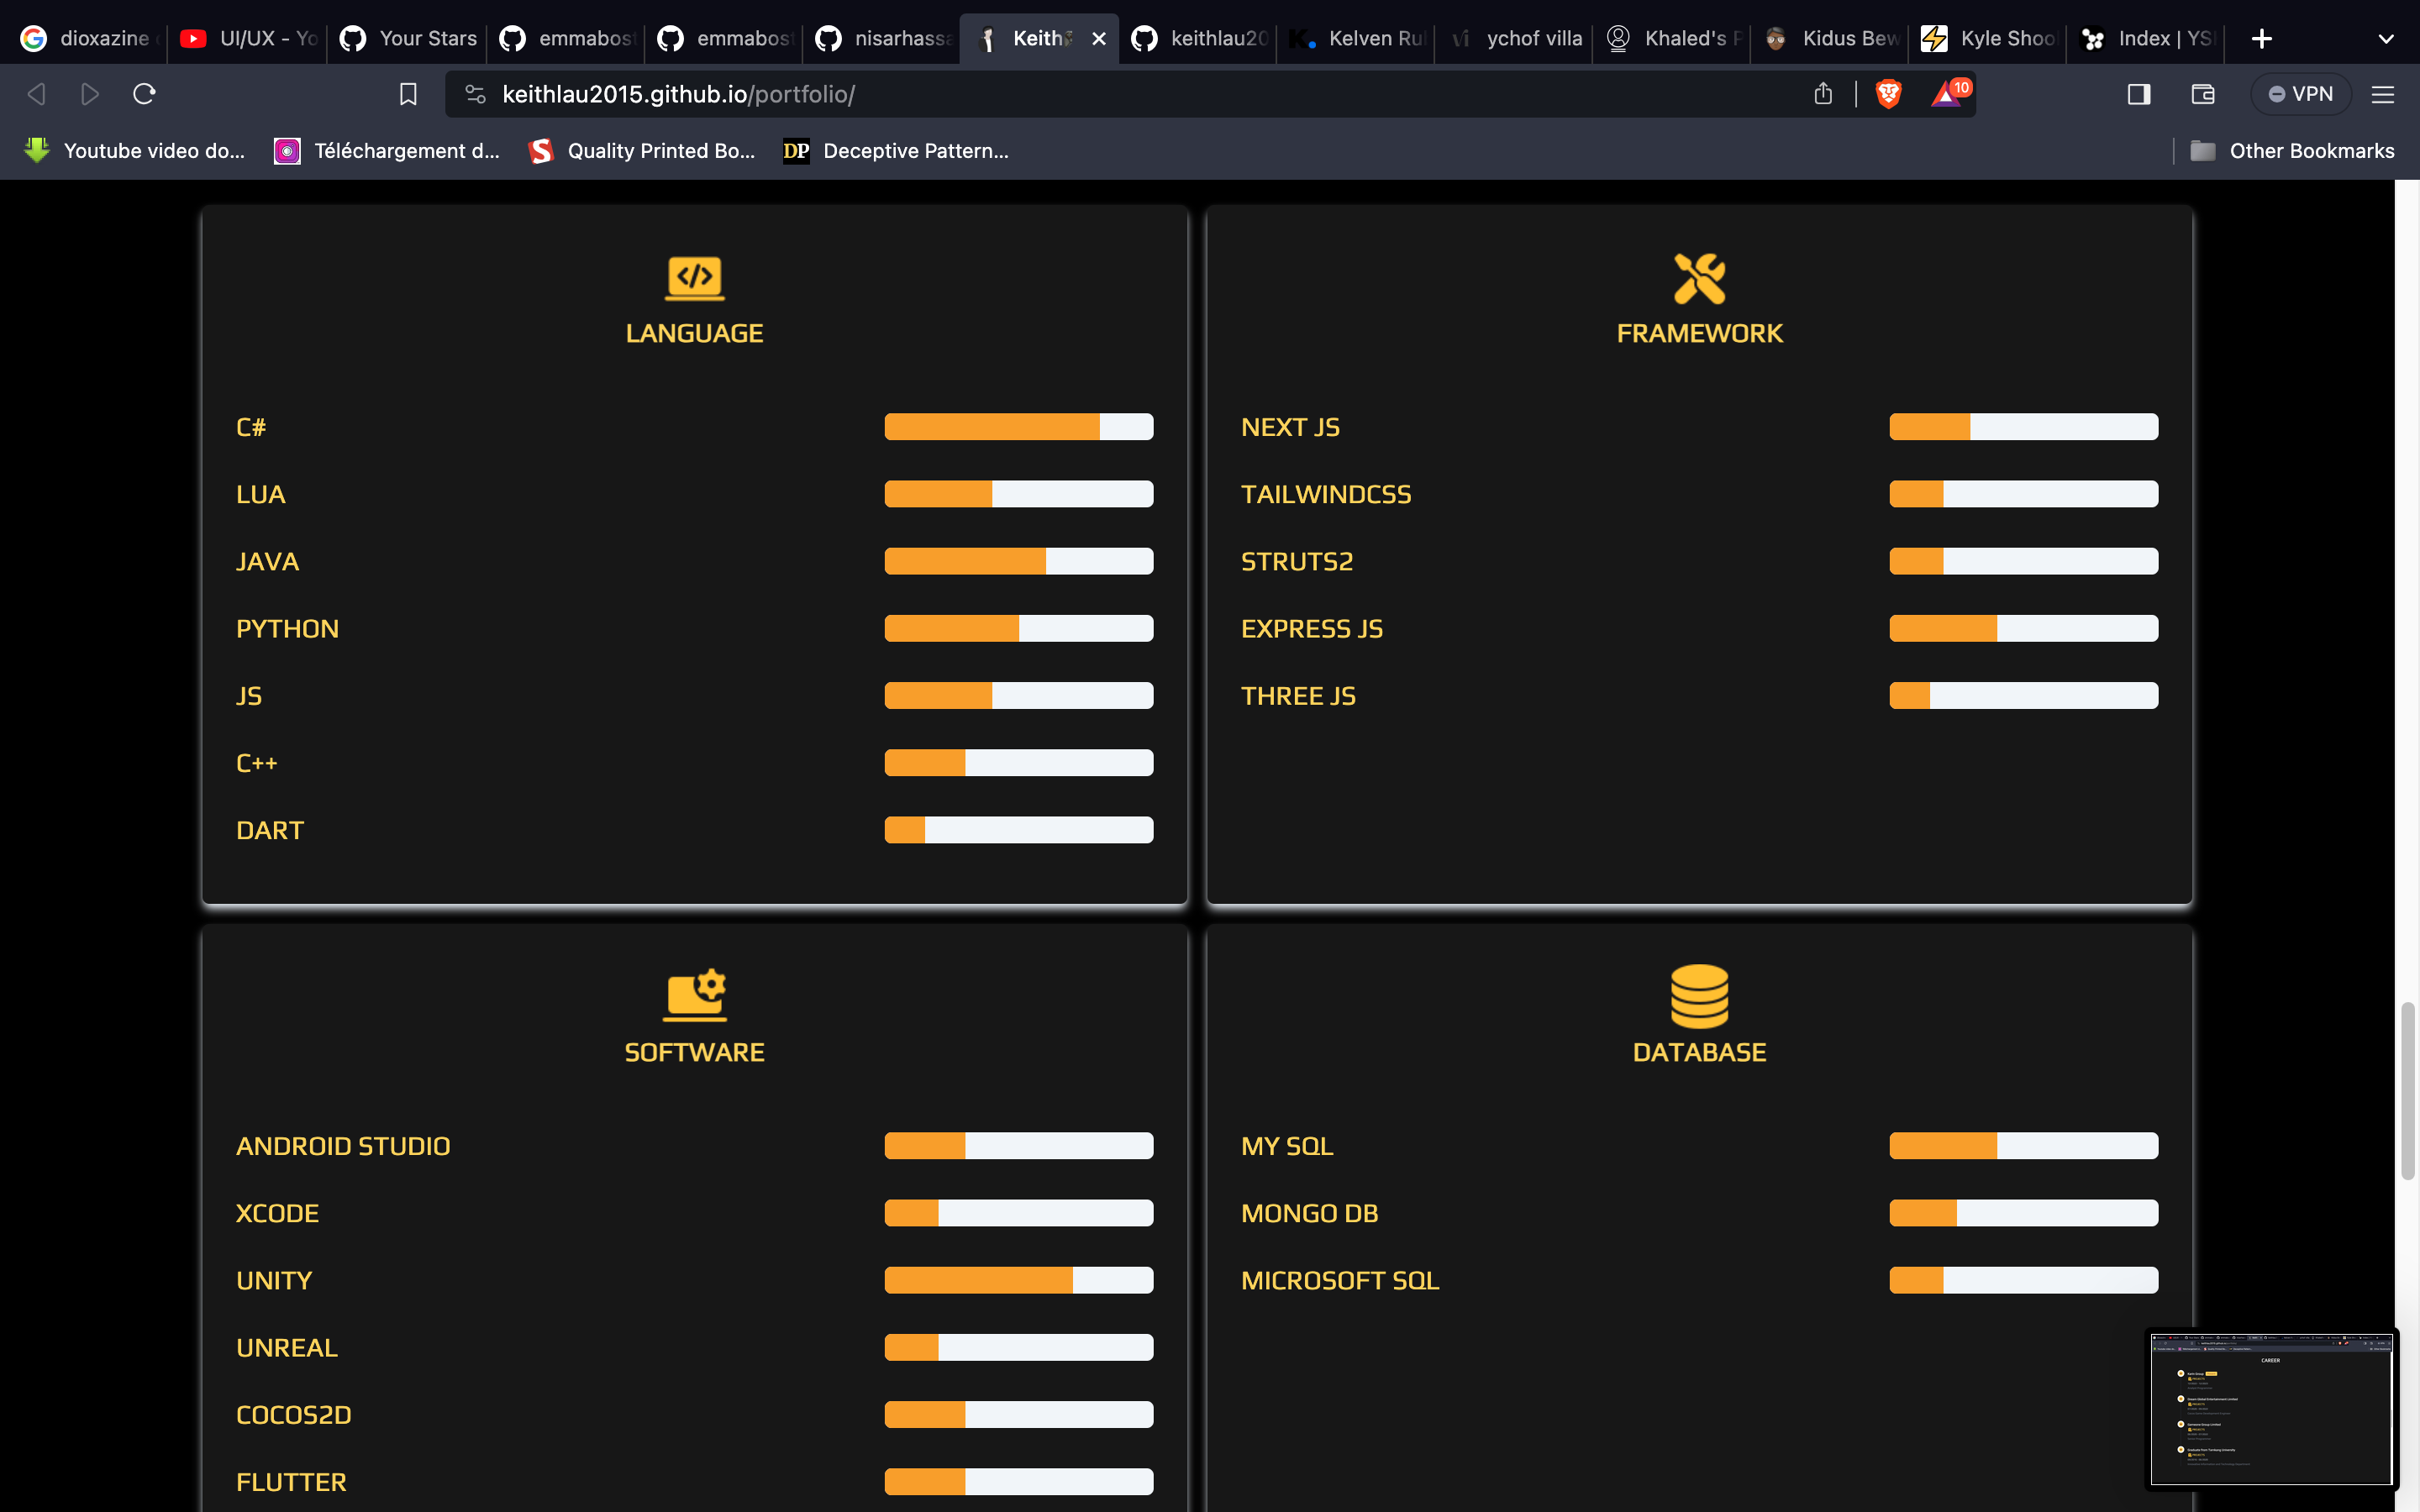 dioxazine
UI/UX - Yo
Your Stars
emmabost
emmabost
nisarhassa
Keith
keithlau20
Kelven Rul
ychof villa
Khaled's P
Kidus Bew
Kyle Shoo
Index | YS
keithlau2015.github.io/portfolio/
10
VPN
Youtube video do...
Téléchargement d...
Quality Printed Bo...
DP
Deceptive Pattern...
Other Bookmarks
LANGUAGE
C#
LUA
JAVA
PYTHON
JS
C++
DART
FRAMEWORK
NEXT JS
TAILWINDCSS
STRUTS2
EXPRESS JS
THREE JS
SOFTWARE
ANDROID STUDIO
XCODE
UNITY
UNREAL
COCOS2D
FLUTTER
DATABASE
MY SQL
MONGO DB
MICROSOFT SQL
CAREER